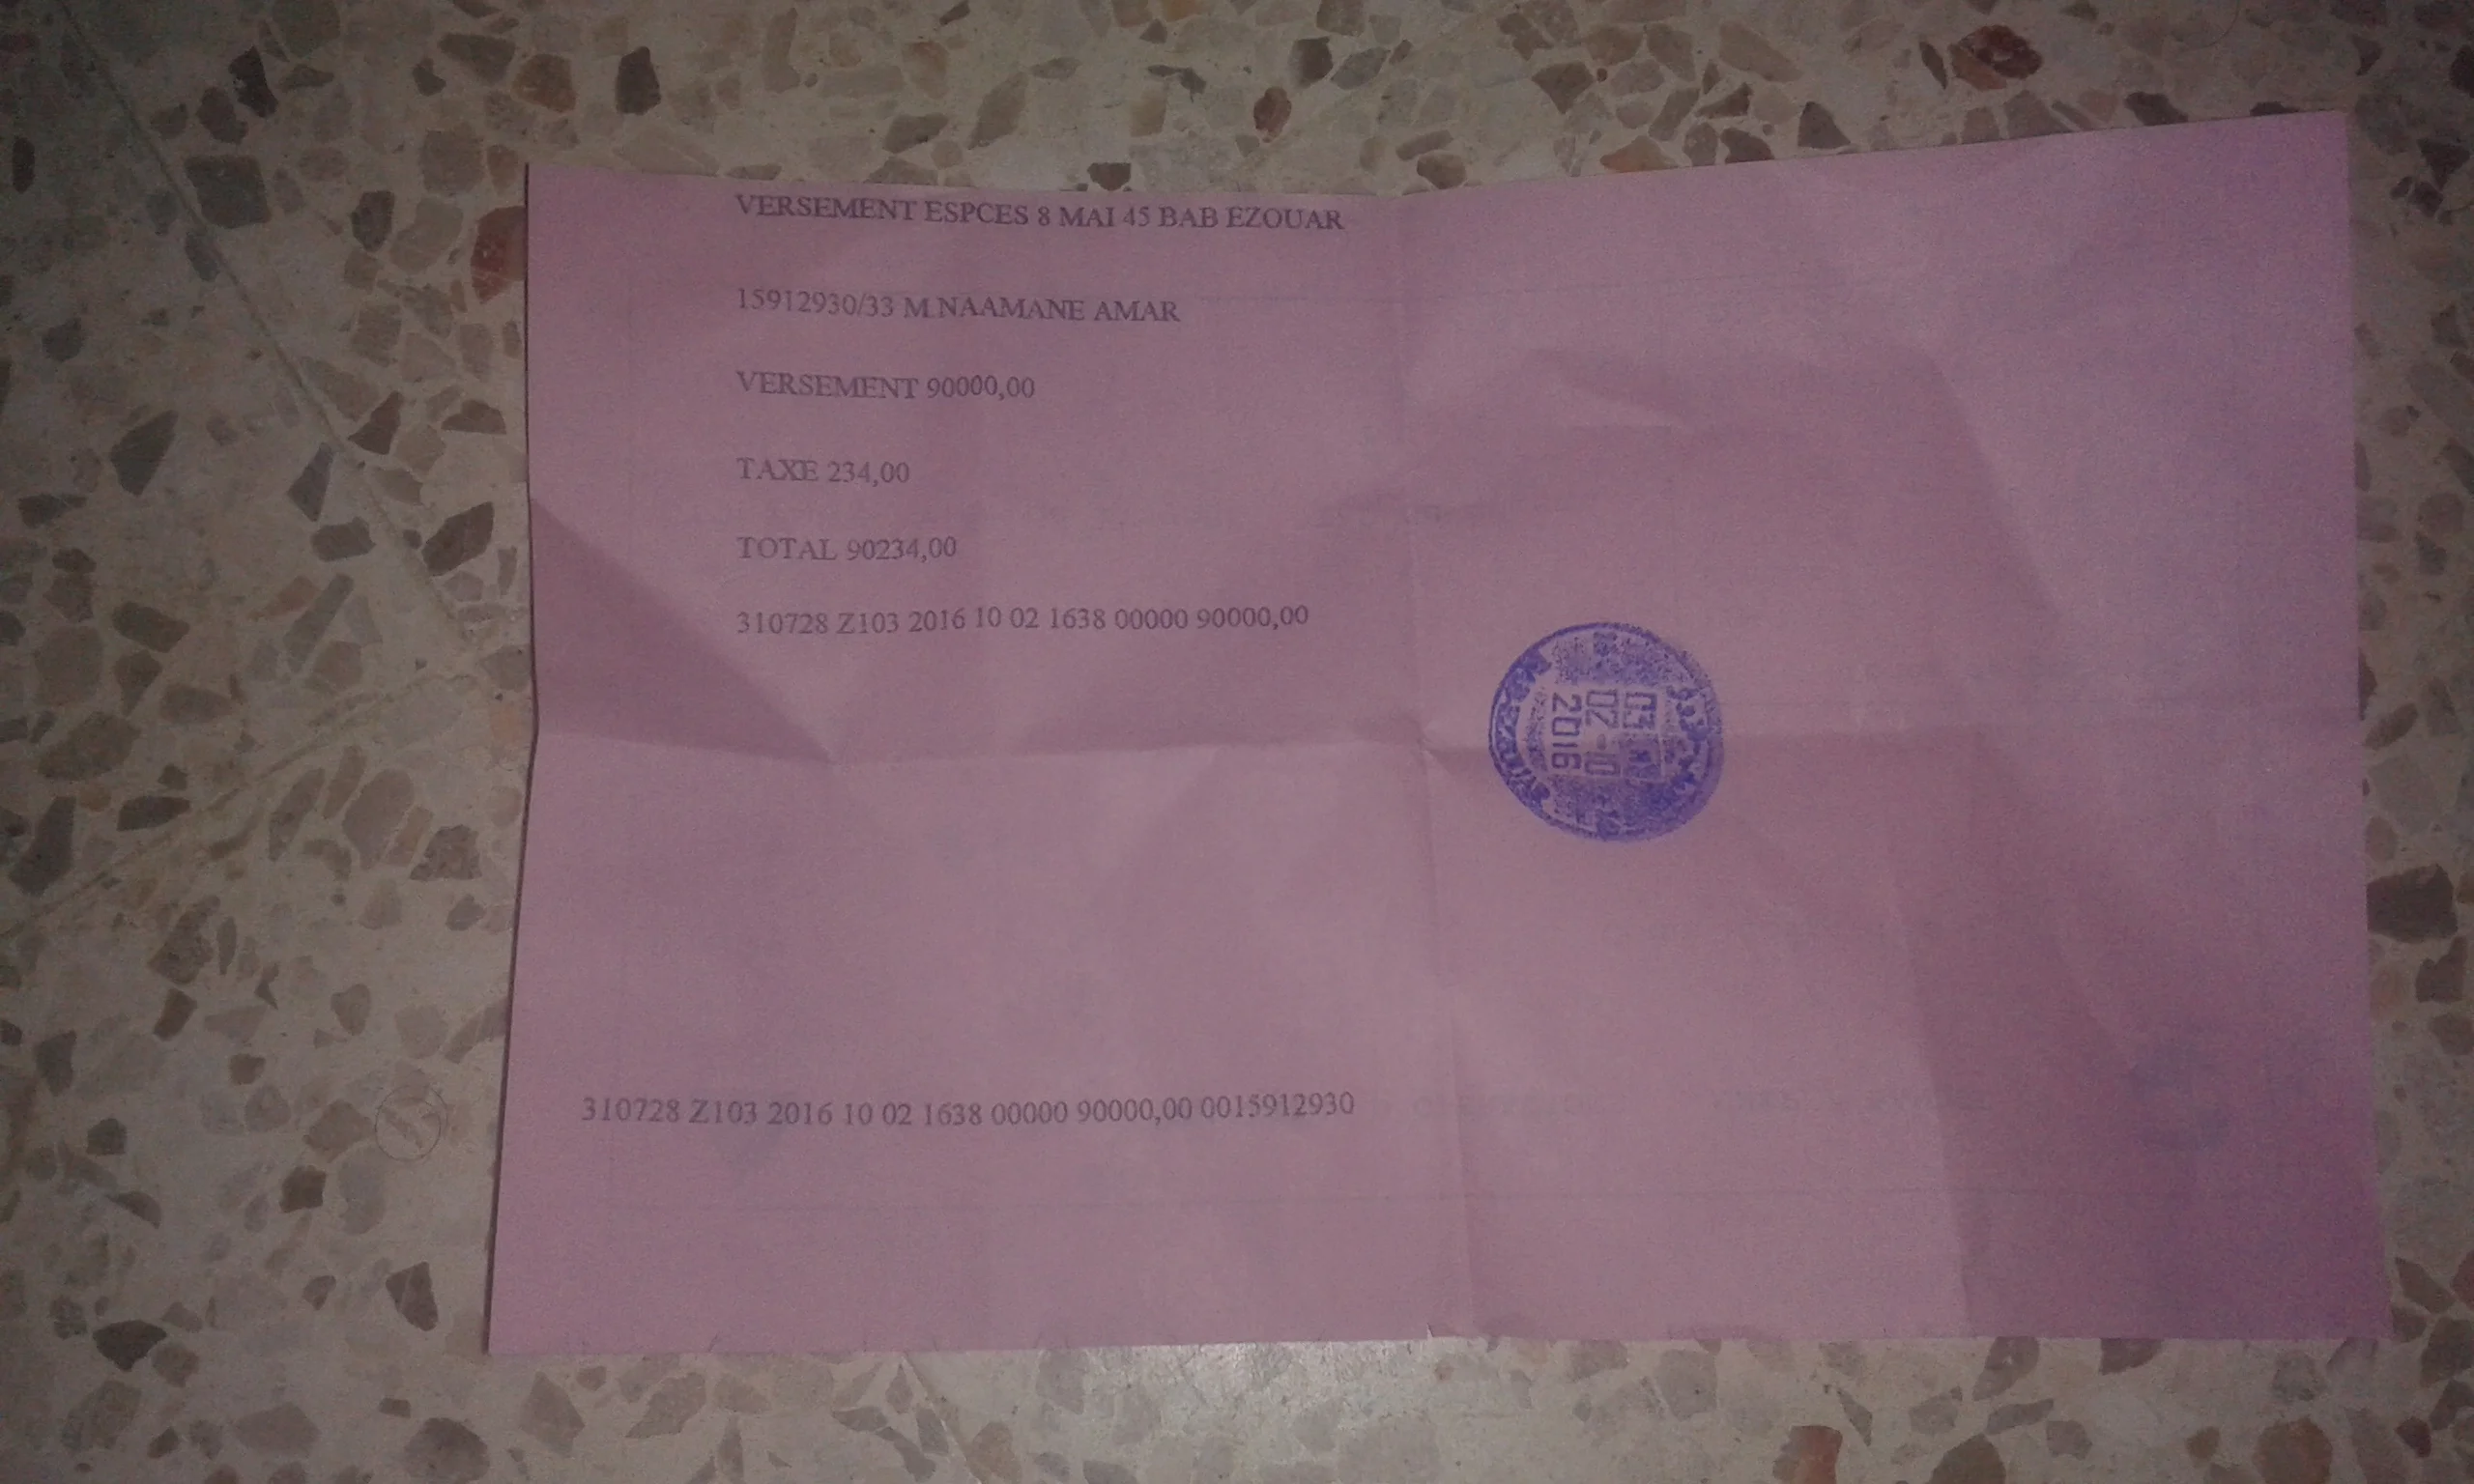 VERSEMENT ESPCES 8 MAI 45 BAB EZOUAR
15912930/33 M.NAAMANE AMAR
VERSEMENT 90000,00
TAXE 234,00
TOTAL 90234,00
310728 Z103 2016 10 02 1638 00000 90000,00
02-10
2016
310728 Z103 2016 10 02 1638 00000 90000,00 0015912930